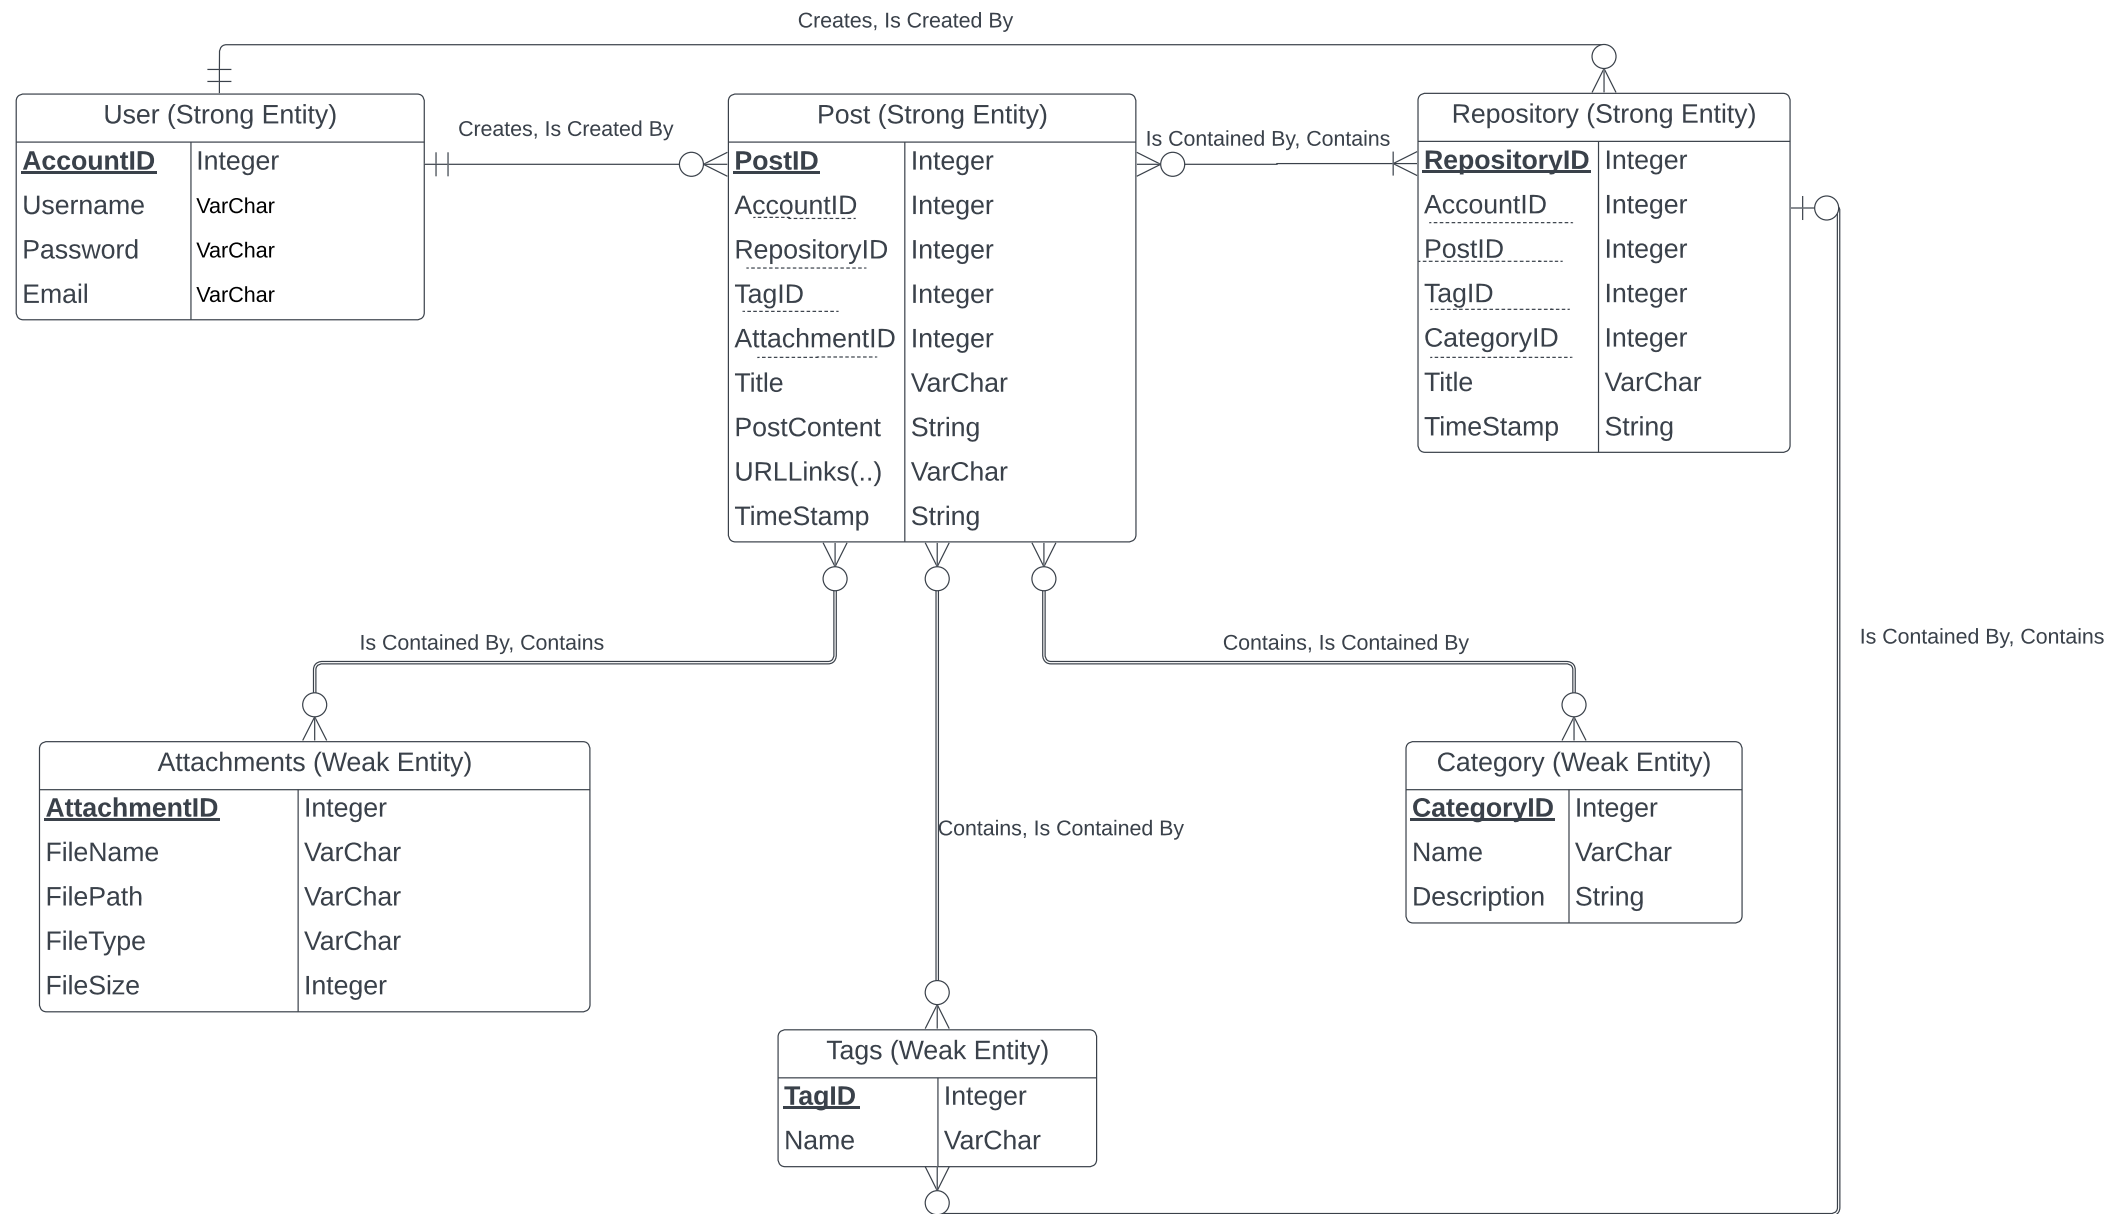 Creates, Is Created By
User (Strong Entity)
AccountID Integer
Username VarChar
Password VarChar
Email VarChar
Creates, Is Created By
Post (Strong Entity)
PostID Integer
AccountID Integer
RepositoryID Integer
TagID Integer
AttachmentID Integer
Title VarChar
PostContent String
URLLinks(..) VarChar
TimeStamp String
Is Contained By, Contains
Repository (Strong Entity)
RepositoryID Integer
AccountID Integer
PostID Integer
TagID Integer
CategoryID Integer
Title VarChar
TimeStamp String
Is Contained By, Contains
Contains, Is Contained By
Is Contained By, Contains
Attachments (Weak Entity)
AttachmentID Integer
FileName VarChar
FilePath VarChar
FileType VarChar
FileSize Integer
Contains, Is Contained By
Category (Weak Entity)
CategoryID Integer
Name VarChar
Description String
Tags (Weak Entity)
TagID Integer
Name VarChar